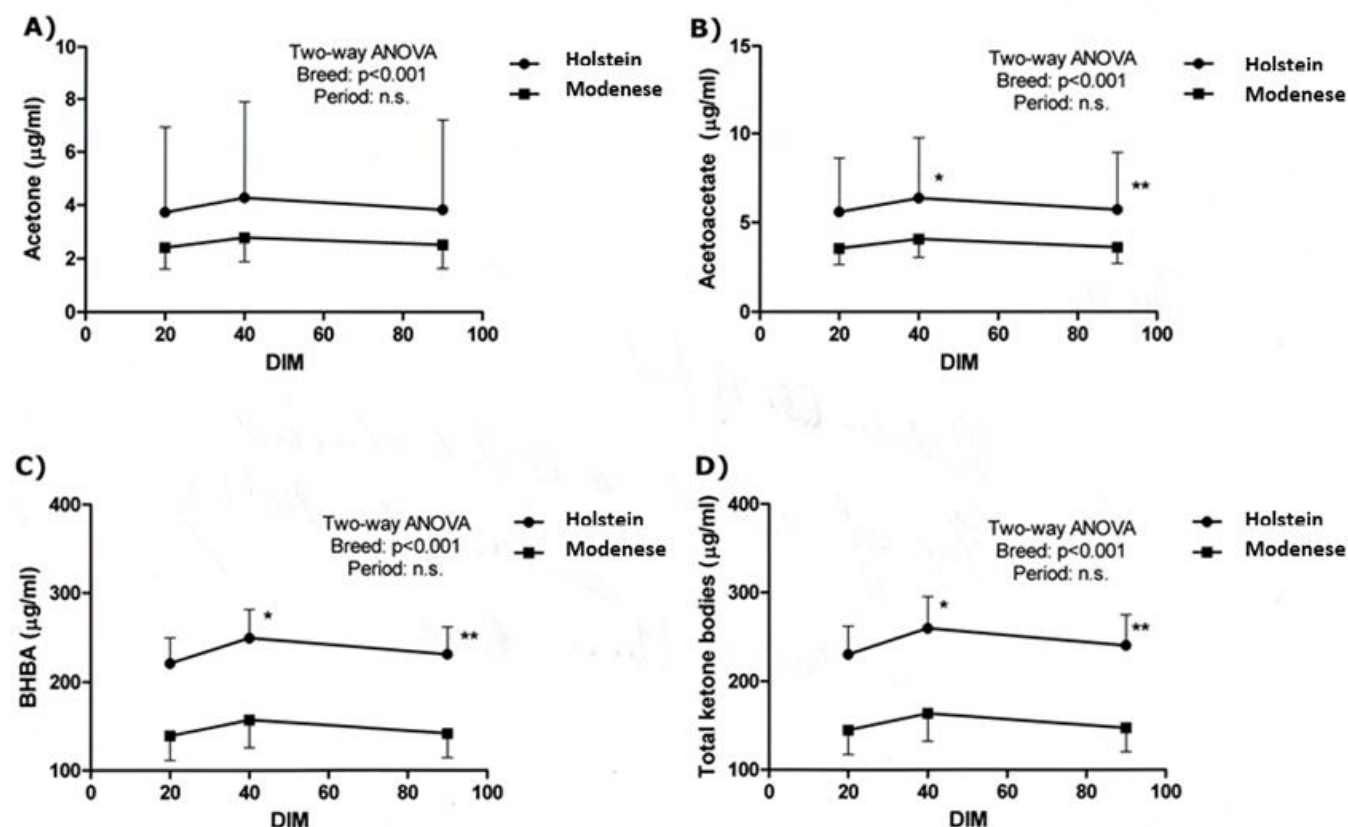 A)
10
8
6
4
2
0
Acetone (µg/ml)
Two-way ANOVA
Breed: p<0.001
Period: n.s.
Holstein
Modenese
0 20 40 60 80 100
DIM
B)
15
10
5
0
Acetoacetate (µg/ml)
Two-way ANOVA
Breed: p<0.001
Period: n.s.
Holstein
Modenese
*
**
0 20 40 60 80 100
DIM
C)
400
300
200
100
BHBA (µg/ml)
Two-way ANOVA
Breed: p<0.001
Period: n.s.
Holstein
Modenese
*
**
0 20 40 60 80 100
DIM
D)
400
300
200
100
Total ketone bodies (µg/ml)
Two-way ANOVA
Breed: p<0.001
Period: n.s.
Holstein
Modenese
*
**
0 20 40 60 80 100
DIM